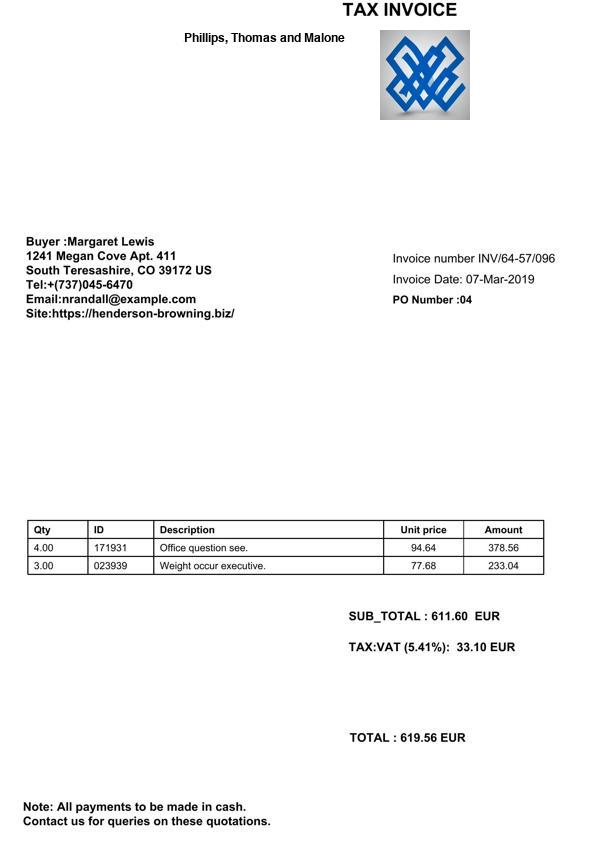 TAX INVOICE
Phillips, Thomas and Malone
Buyer :Margaret Lewis
1241 Megan Cove Apt. 411
South Teresashire, CO 39172 US
Tel:+(737)045-6470
Email:nrandall@example.com
Site:https://henderson-browning.biz/
Invoice number INV/64-57/096
Invoice Date: 07-Mar-2019
PO Number :04
Qty ID Description Unit price Amount
4.00 171931 Office question see. 94.64 378.56
3.00 023939 Weight occur executive. 77.68 233.04
SUB_TOTAL : 611.60 EUR
TAX:VAT (5.41%): 33.10 EUR
TOTAL : 619.56 EUR
Note: All payments to be made in cash.
Contact us for queries on these quotations.